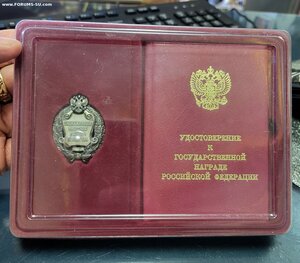 www.FORUMS-SU.com
УДОСТОВЕРЕНИЕ
К
ГОСУДАРСТВЕННОЙ
НАГРАДЕ
РОССИЙСКОЙ ФЕДЕРАЦИИ